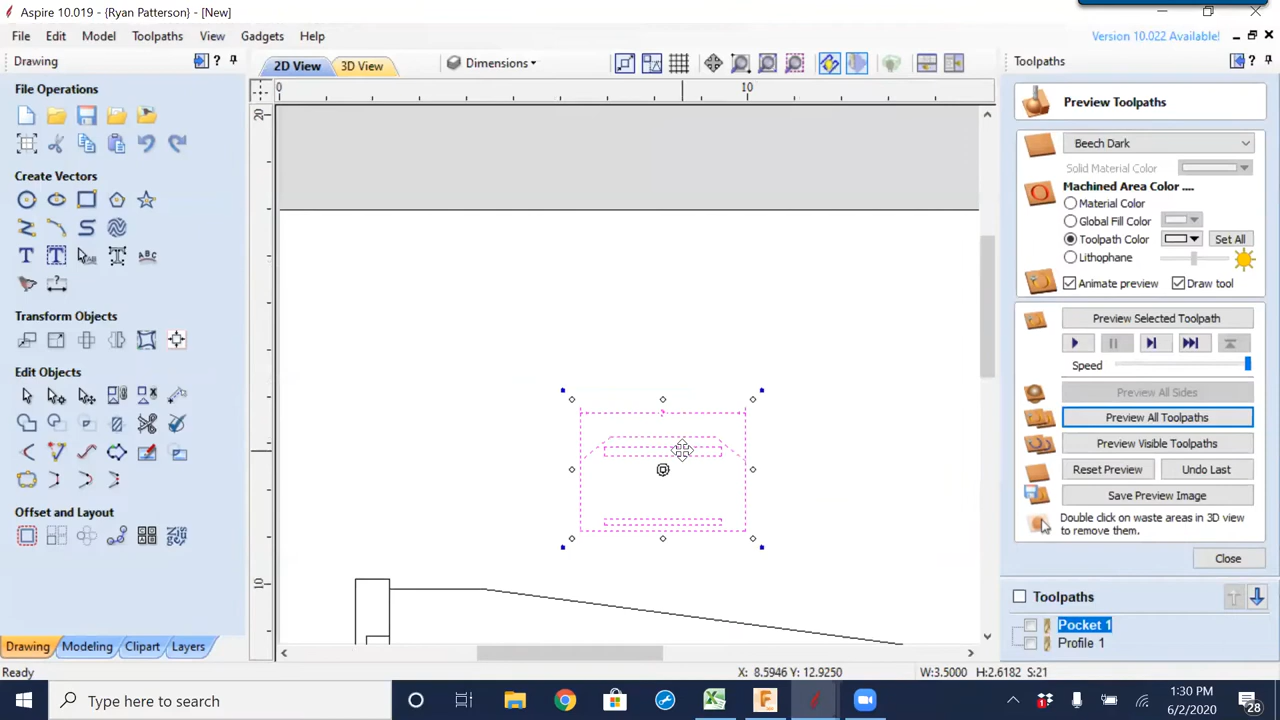 Aspire 10.019 - {Ryan Patterson} - [New]
File Edit Model Toolpaths View Gadgets Help
Version 10.022 Available!
Drawing
?
2D View
3D View
Dimensions
Toolpaths
?
File Operations
Create Vectors
Transform Objects
Edit Objects
Offset and Layout
Drawing Modeling Clipart Layers
0
10
20
10
Preview Toolpaths
Beech Dark
Solid Material Color
Machined Area Color ....
Material Color
Global Fill Color
Toolpath Color
Set All
Lithophane
Animate preview
Draw tool
Preview Selected Toolpath
Speed
Preview All Sides
Preview All Toolpaths
Preview Visible Toolpaths
Reset Preview
Undo Last
Save Preview Image
Double click on waste areas in 3D view
to remove them.
Close
Toolpaths
Pocket 1
Profile 1
Ready
X: 8.5946 Y: 12.9250
W:3.5000 H:2.6182 S:21
Type here to search
1:30 PM
6/2/2020
28